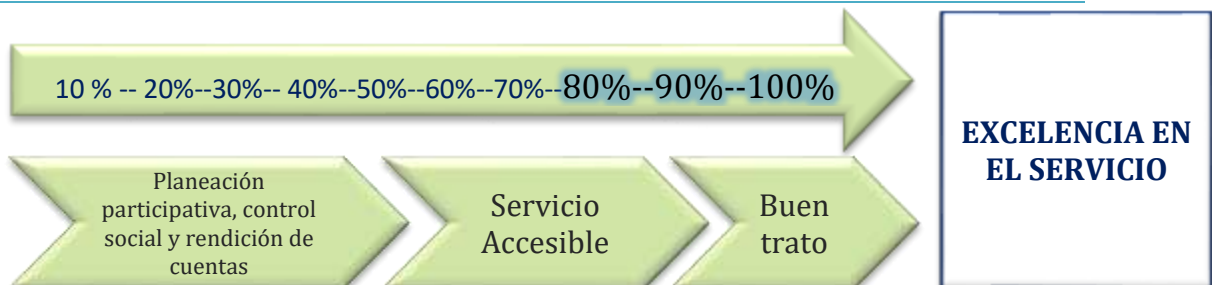 10 % -- 20%--30%-- 40%--50%--60%--70%--80%--90%--100%
EXCELENCIA EN
EL SERVICIO
Planeación
participativa, control
social y rendición de
cuentas
Servicio
Accesible
Buen
trato